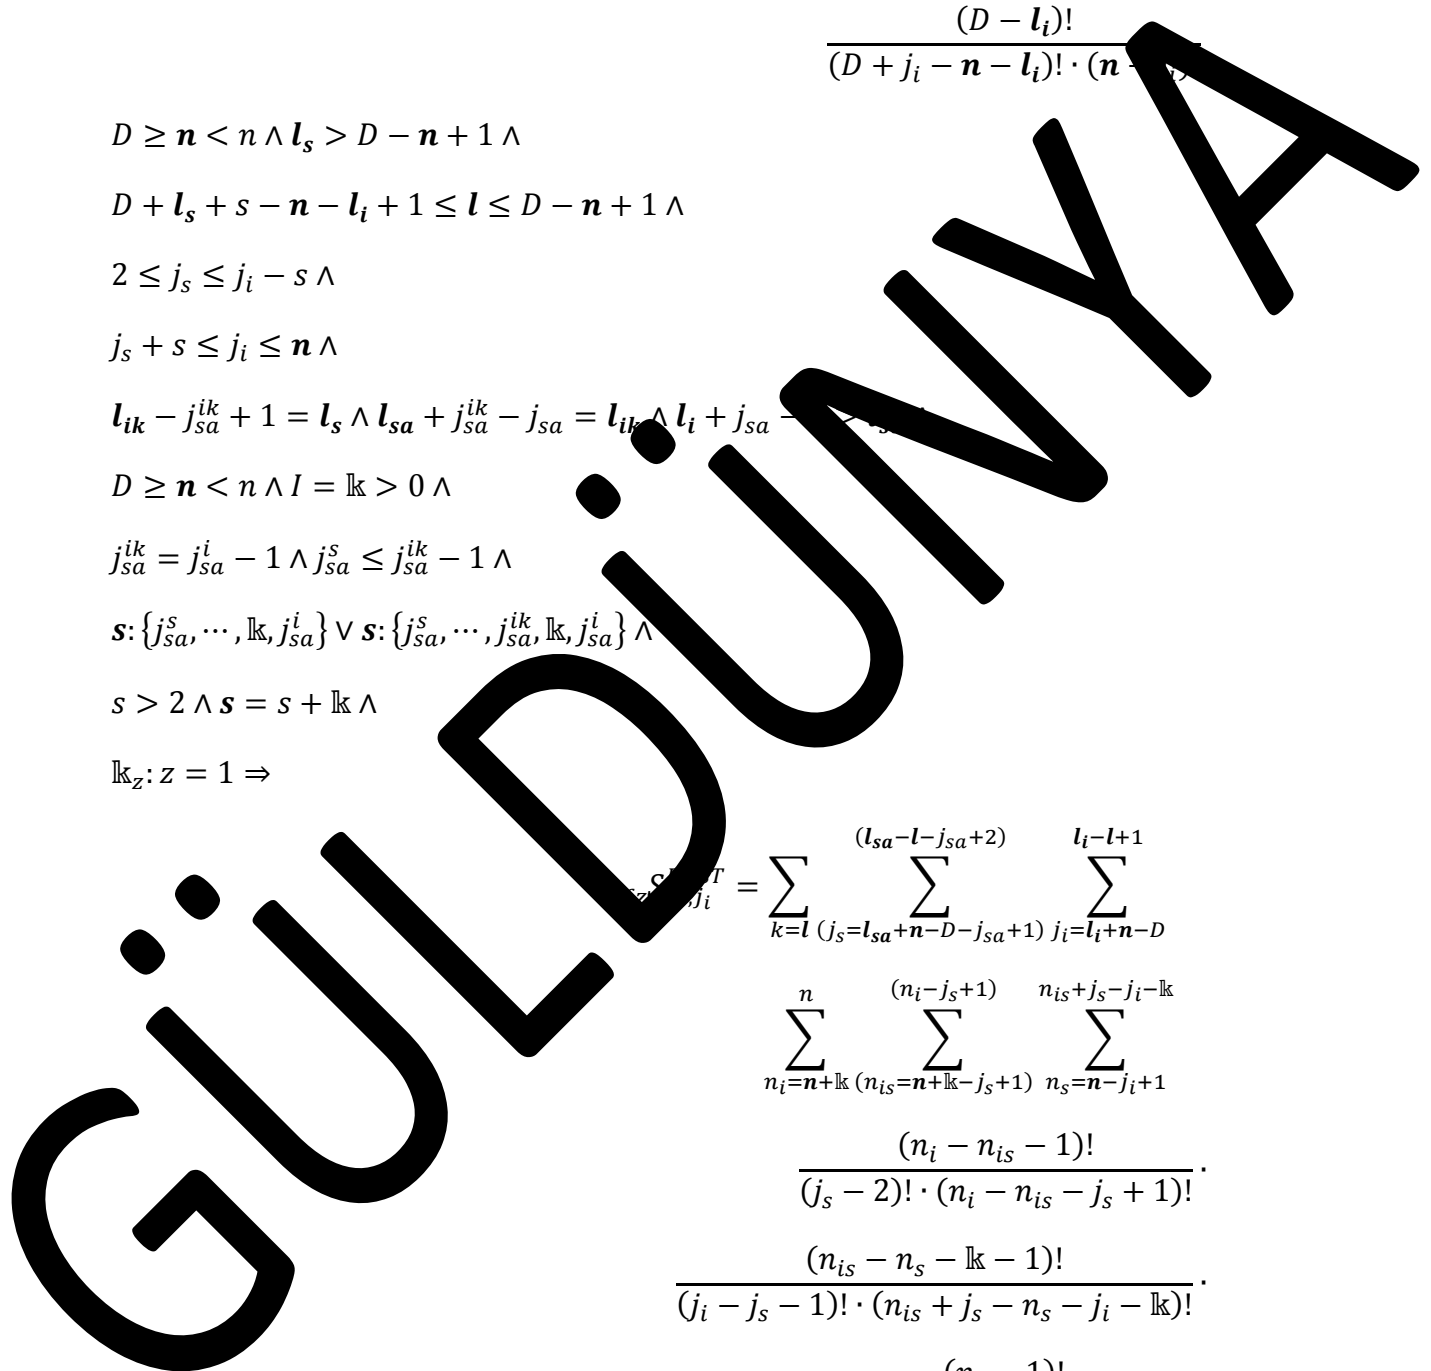 (D − l_i)!
(D + j_i − n − l_i)! · (n
D ≥ n < n ∧ l_s > D − n + 1 ∧
D + l_s + s − n − l_i + 1 ≤ l ≤ D − n + 1 ∧
2 ≤ j_s ≤ j_i − s ∧
j_s + s ≤ j_i ≤ n ∧
l_ik − j_sa^ik + 1 = l_s ∧ l_sa + j_sa^ik − j_sa = l_ik ∧ l_i + j_sa −
D ≥ n < n ∧ I = 𝕜 > 0 ∧
j_sa^ik = j_sa^i − 1 ∧ j_sa^s ≤ j_sa^ik − 1 ∧
s: {j_sa^s, ⋯ , 𝕜, j_sa^i} ∨ s: {j_sa^s, ⋯ , j_sa^ik, 𝕜, j_sa^i} ∧
s > 2 ∧ s = s + 𝕜 ∧
𝕜_z: z = 1 ⇒
(l_sa−l−j_sa+2) l_i−l+1
= ∑ ∑ ∑
k=l (j_s=l_sa+n−D−j_sa+1) j_i=l_i+n−D
n (n_i−j_s+1) n_is+j_s−j_i−𝕜
∑ ∑ ∑
n_i=n+𝕜 (n_is=n+𝕜−j_s+1) n_s=n−j_i+1
(n_i − n_is − 1)!
(j_s − 2)! · (n_i − n_is − j_s + 1)! ·
(n_is − n_s − 𝕜 − 1)!
(j_i − j_s − 1)! · (n_is + j_s − n_s − j_i − 𝕜)! ·
GÜLDÜNYA